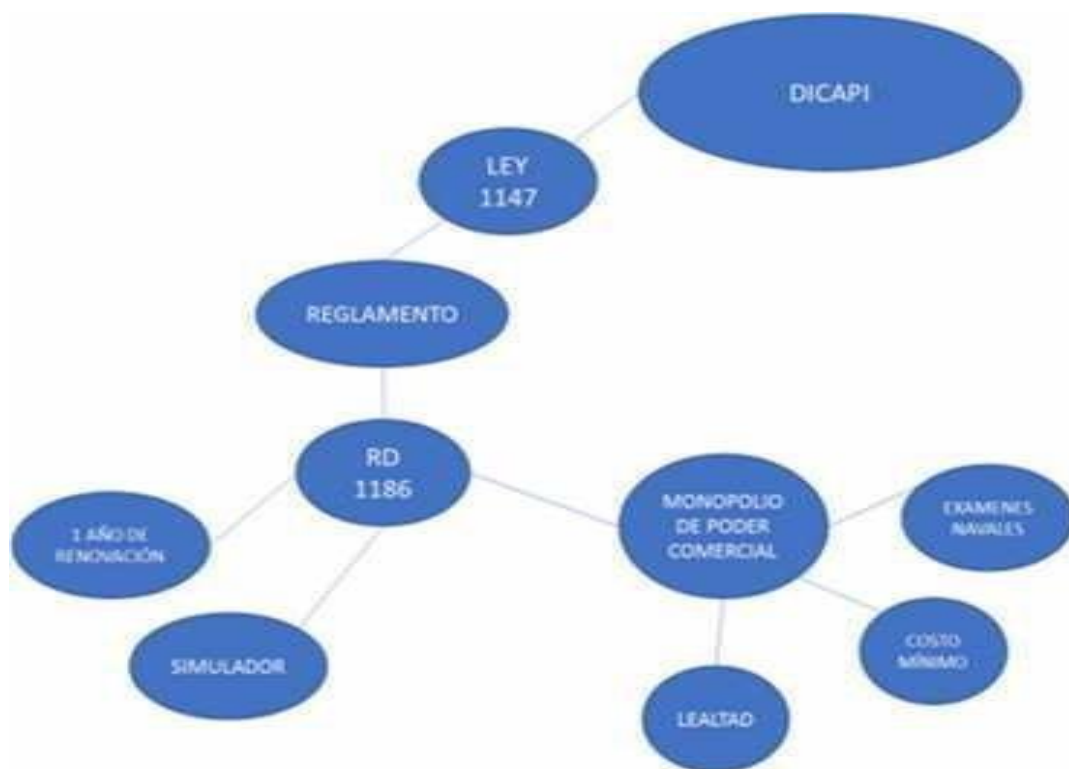 DICAPI
LEY
1147
REGLAMENTO
RD
1186
MONOPOLIO
DE PODER
COMERCIAL
EXAMENES
NAVALES
1 AÑO DE
RENOVACIÓN
COSTO
MÍNIMO
SIMULADOR
LEALTAD